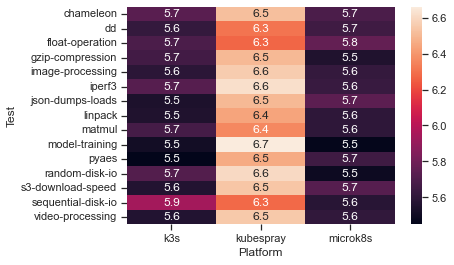 chameleon 5.7 6.5 5.7
dd 5.6 6.3 5.7
float-operation 5.7 6.3 5.8
gzip-compression 5.7 6.5 5.5
image-processing 5.6 6.6 5.6
iperf3 5.7 6.6 5.6
json-dumps-loads 5.5 6.5 5.7
linpack 5.5 6.4 5.6
matmul 5.7 6.4 5.6
model-training 5.5 6.7 5.5
pyaes 5.5 6.5 5.7
random-disk-io 5.7 6.6 5.5
s3-download-speed 5.6 6.5 5.7
sequential-disk-io 5.9 6.3 5.6
video-processing 5.6 6.5 5.6
k3s kubespray microk8s
Platform
Test
6.6
6.4
6.2
6.0
5.8
5.6